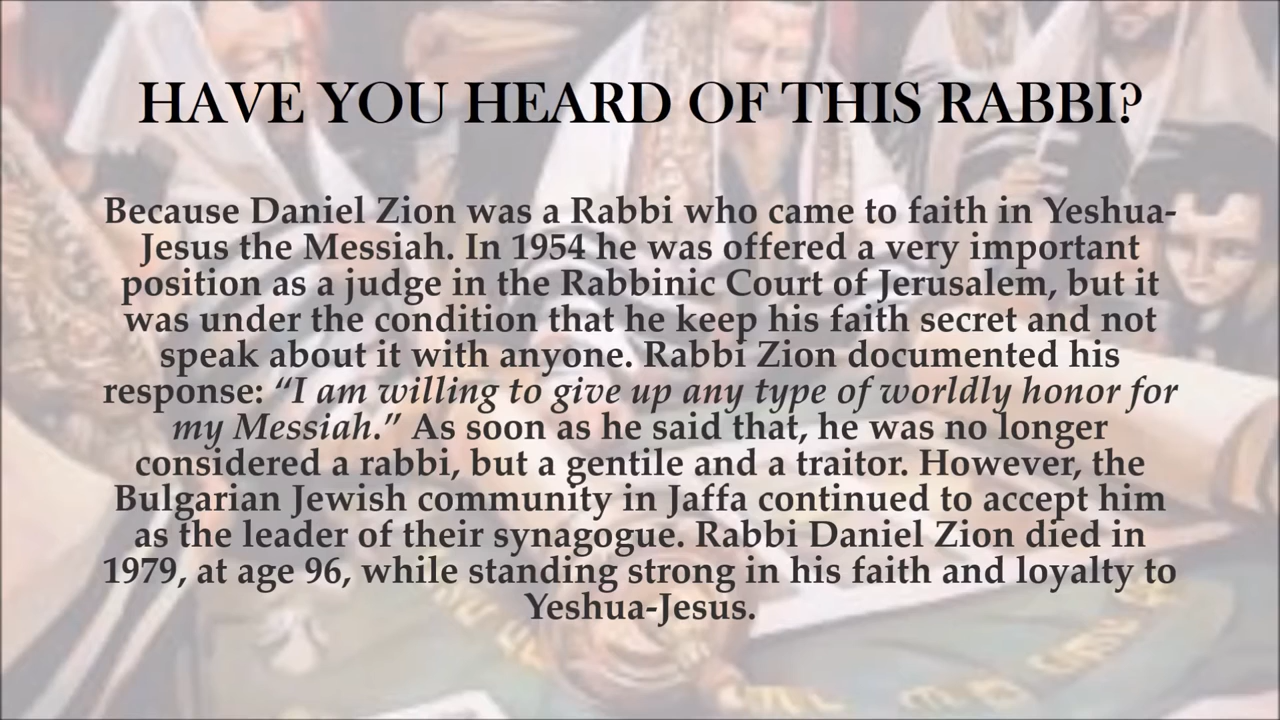 HAVE YOU HEARD OF THIS RABBI?
Because Daniel Zion was a Rabbi who came to faith in Yeshua-
Jesus the Messiah. In 1954 he was offered a very important
position as a judge in the Rabbinic Court of Jerusalem, but it
was under the condition that he keep his faith secret and not
speak about it with anyone. Rabbi Zion documented his
response: “I am willing to give up any type of worldly honor for
my Messiah.” As soon as he said that, he was no longer
considered a rabbi, but a gentile and a traitor. However, the
Bulgarian Jewish community in Jaffa continued to accept him
as the leader of their synagogue. Rabbi Daniel Zion died in
1979, at age 96, while standing strong in his faith and loyalty to
Yeshua-Jesus.